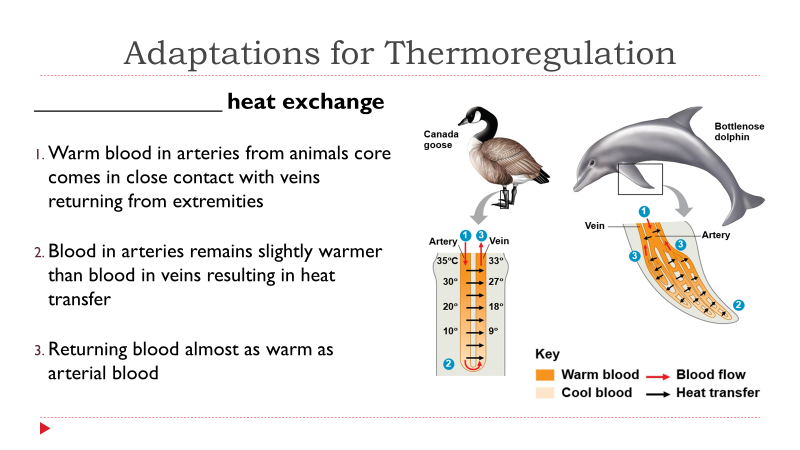 Adaptations for Thermoregulation
_________________ heat exchange
1. Warm blood in arteries from animals core
comes in close contact with veins
returning from extremities
2. Blood in arteries remains slightly warmer
than blood in veins resulting in heat
transfer
3. Returning blood almost as warm as
arterial blood
Canada
goose
Bottlenose
dolphin
1 3
Artery Vein
35°C 33°
30° 27°
20° 18°
10° 9°
2
1
Vein
Artery
3
3
2
Key
Warm blood Blood flow
Cool blood Heat transfer